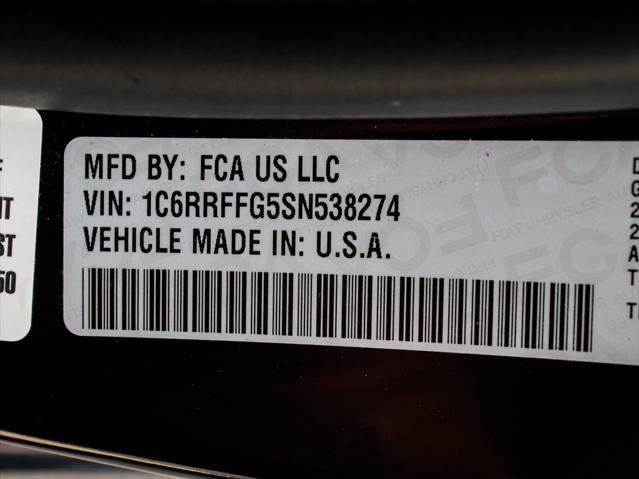 MFD BY: FCA US LLC
VIN: 1C6RRFFG5SN538274
VEHICLE MADE IN: U.S.A.